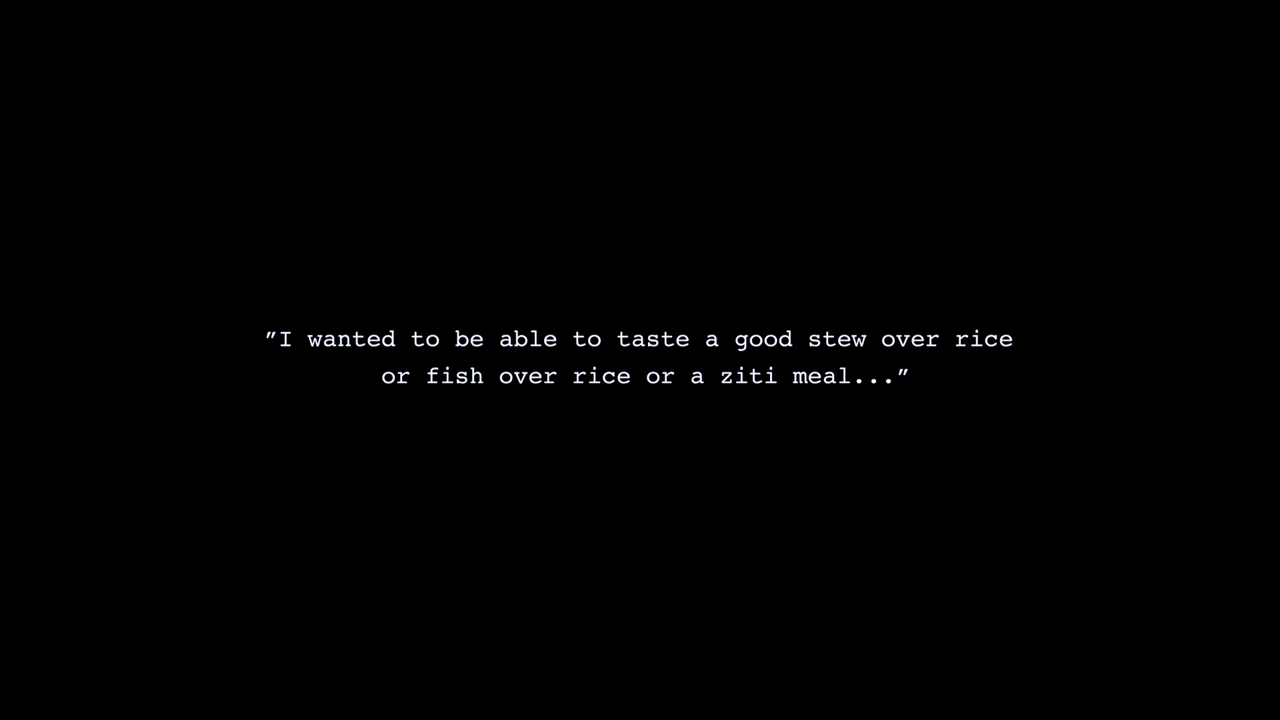 ”I wanted to be able to taste a good stew over rice
or fish over rice or a ziti meal...”